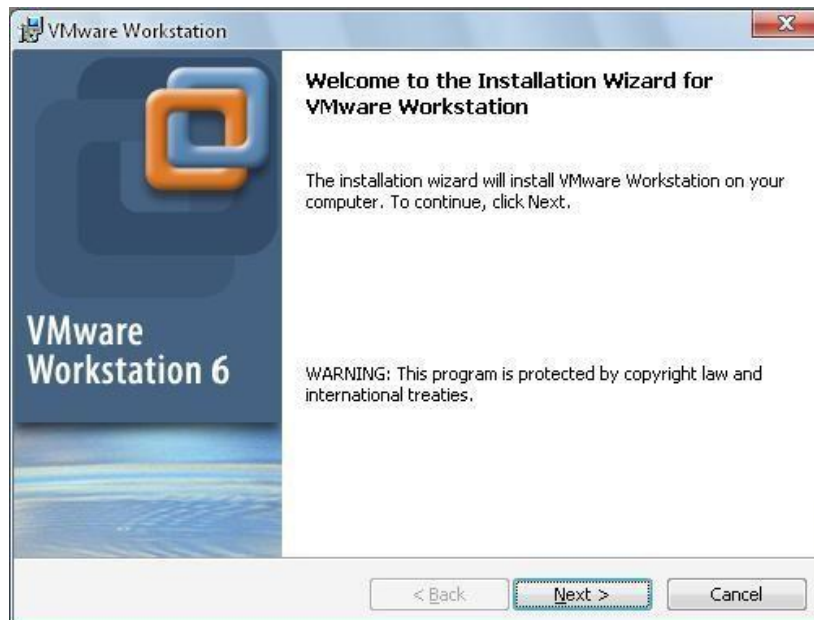 VMware Workstation
X
Welcome to the Installation Wizard for
VMware Workstation
The installation wizard will install VMware Workstation on your
computer. To continue, click Next.
VMware
Workstation 6
WARNING: This program is protected by copyright law and
international treaties.
< Back
Next >
Cancel